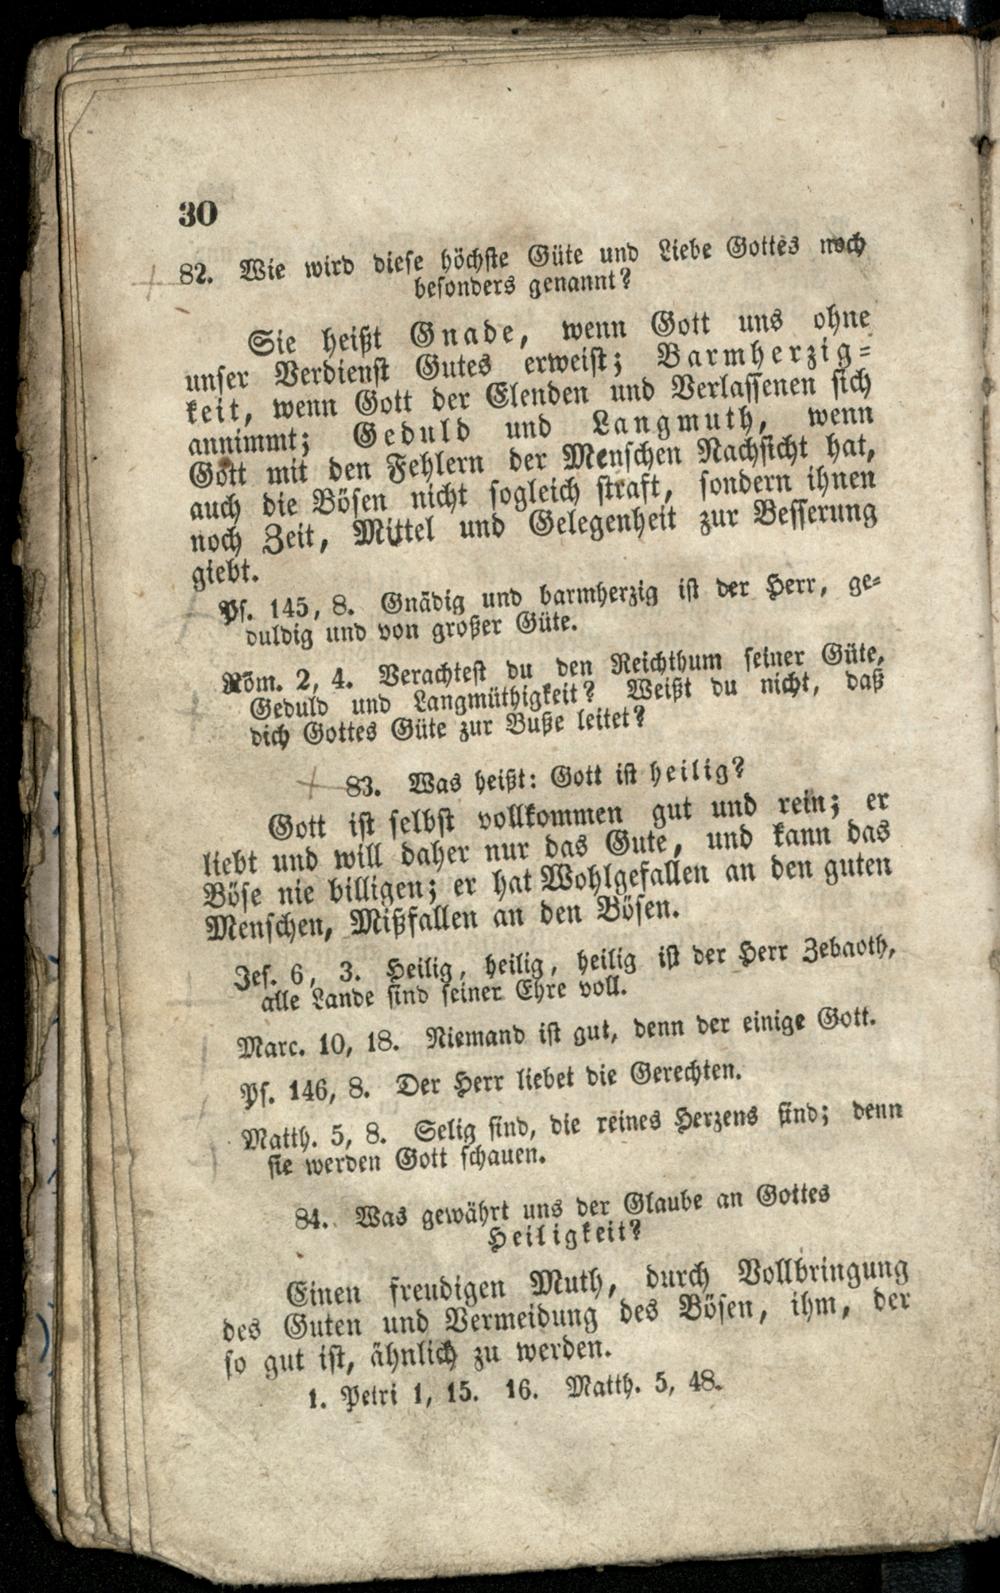 30
82. Wie wird dieſe höchſte Güte und Liebe Gottes noch
beſonders genannt?
Sie heißt Gnade, wenn Gott uns ohne
unſer Verdienſt Gutes erweiſt; Barmherzig-
keit, wenn Gott der Elenden und Verlaſſenen ſich
annimmt; Geduld und Langmuth, wenn
Gott mit den Fehlern der Menſchen Nachſicht hat,
auch die Böſen nicht ſogleich ſtraft, ſondern ihnen
noch Zeit, Mittel und Gelegenheit zur Beſſerung
giebt.
Pſ. 145, 8. Gnädig und barmherzig iſt der Herr, ge-
duldig und von großer Güte.
Röm. 2, 4. Verachteſt du den Reichthum ſeiner Güte,
Geduld und Langmüthigkeit? Weißt du nicht, daß
dich Gottes Güte zur Buße leitet?
83. Was heißt: Gott iſt heilig?
Gott iſt ſelbſt vollkommen gut und rein; er
liebt und will daher nur das Gute, und kann das
Böſe nie billigen; er hat Wohlgefallen an den guten
Menſchen, Mißfallen an den Böſen.
Jeſ. 6, 3. Heilig, heilig, heilig iſt der Herr Zebaoth,
alle Lande ſind ſeiner Ehre voll.
Marc. 10, 18. Niemand iſt gut, denn der einige Gott.
Pſ. 146, 8. Der Herr liebet die Gerechten.
Matth. 5, 8. Selig ſind, die reines Herzens ſind; denn
ſie werden Gott ſchauen.
84. Was gewährt uns der Glaube an Gottes
Heiligkeit?
Einen freudigen Muth, durch Vollbringung
des Guten und Vermeidung des Böſen, ihm, der
ſo gut iſt, ähnlich zu werden.
1. Petri 1, 15. 16. Matth. 5, 48.